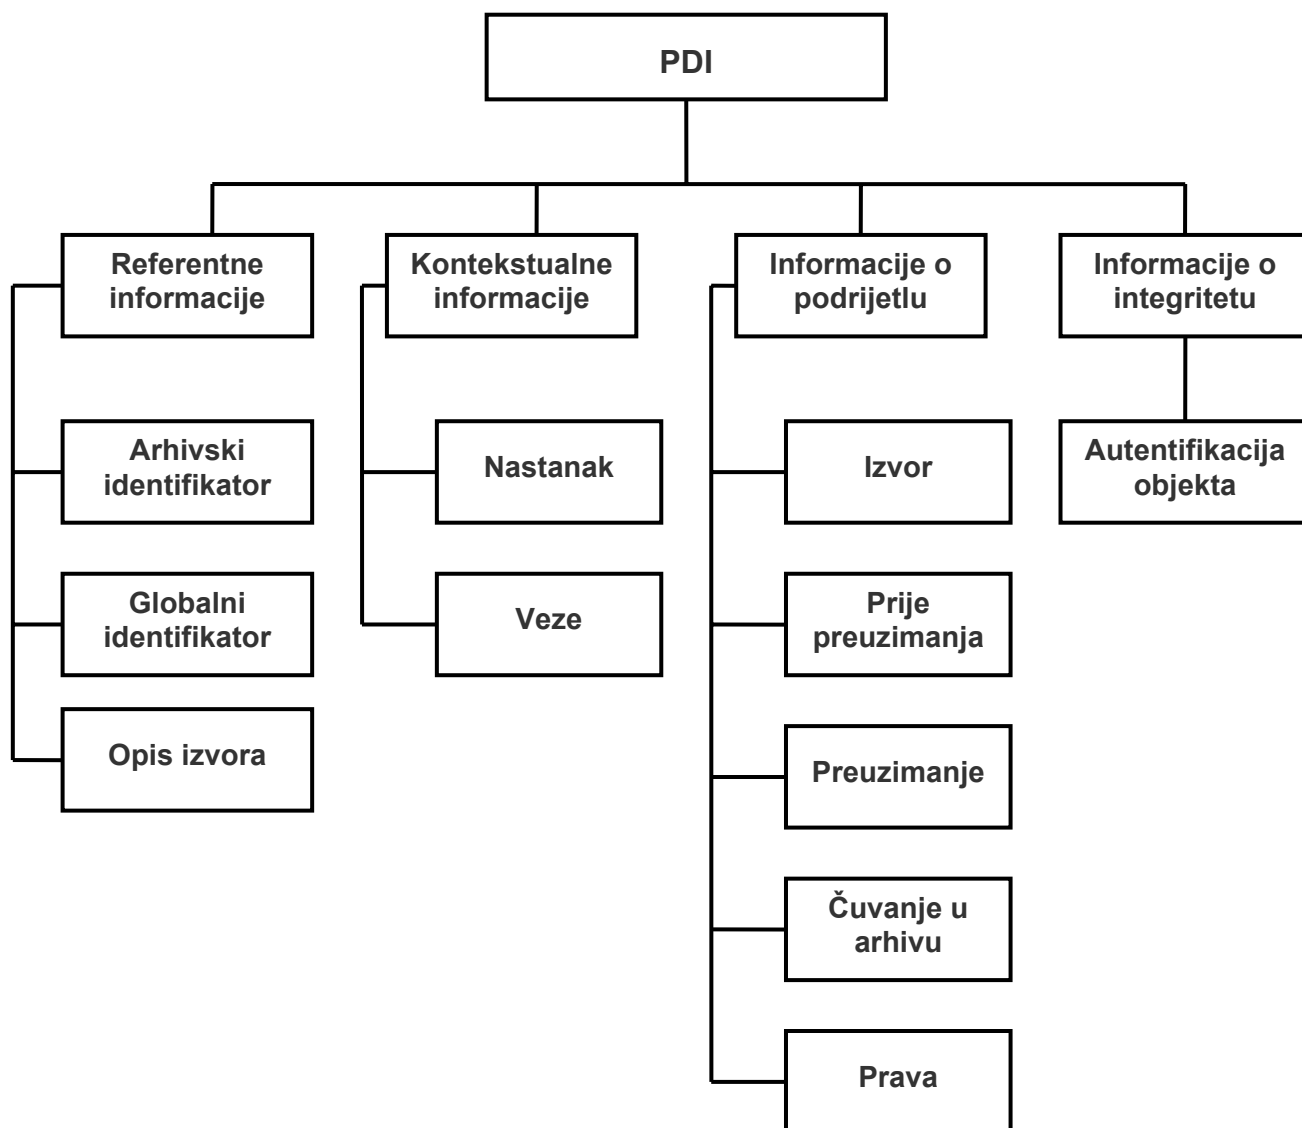 PDI
Referentne
informacije
Kontekstualne
informacije
Informacije o
podrijetlu
Informacije o
integritetu
Arhivski
identifikator
Nastanak
Izvor
Autentifikacija
objekta
Globalni
identifikator
Veze
Prije
preuzimanja
Opis izvora
Preuzimanje
Čuvanje u
arhivu
Prava